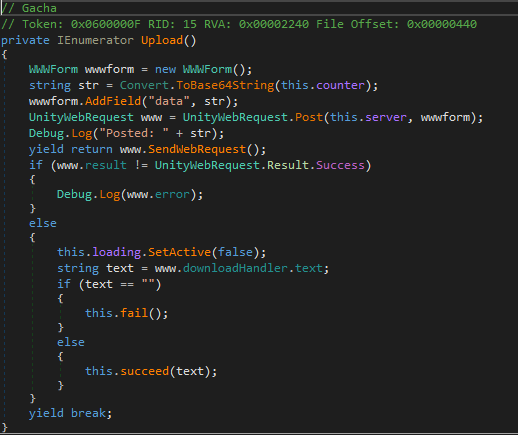 // Gacha
// Token: 0x0600000F RID: 15 RVA: 0x00002240 File Offset: 0x00000440
private IEnumerator Upload()
{
    WWWForm wwwform = new WWWForm();
    string str = Convert.ToBase64String(this.counter);
    wwwform.AddField("data", str);
    UnityWebRequest www = UnityWebRequest.Post(this.server, wwwform);
    Debug.Log("Posted: " + str);
    yield return www.SendWebRequest();
    if (www.result != UnityWebRequest.Result.Success)
    {
        Debug.Log(www.error);
    }
    else
    {
        this.loading.SetActive(false);
        string text = www.downloadHandler.text;
        if (text == "")
        {
            this.fail();
        }
        else
        {
            this.succeed(text);
        }
    }
    yield break;
}